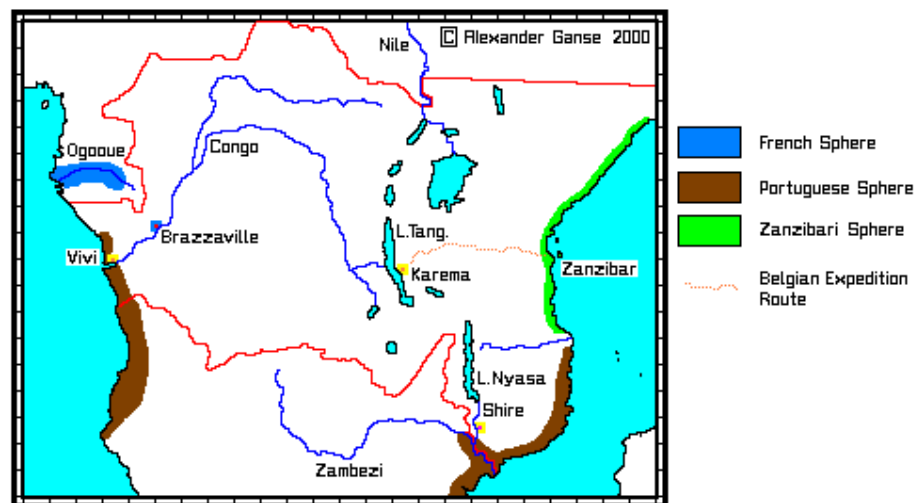 C Alexander Ganse 2000
Nile
Ogooue
Congo
Brazzaville
L.Tang.
Vivi
Karema
Zanzibar
L.Nyasa
Shire
Zambezi
French Sphere
Portuguese Sphere
Zanzibari Sphere
Belgian Expedition
Route